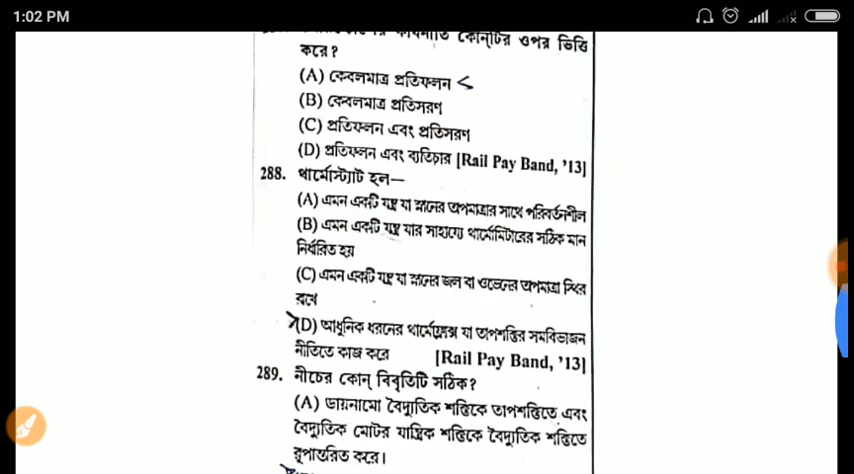 1:02 PM
কোন্‌টির ওপর ভিত্তি
করে?
(A) কেবলমাত্র প্রতিফলন
(B) কেবলমাত্র প্রতিসরণ
(C) প্রতিফলন এবং প্রতিসরণ
(D) প্রতিফলন এবং ব্যতিচার [Rail Pay Band, '13]
288. থার্মোস্ট্যাট হল—
(A) এমন একটি যন্ত্র যা স্নানের তাপমাত্রার সাথে পরিবর্তনশীল
(B) এমন একটি যন্ত্র যার সাহায্যে থার্মোমিটারের সঠিক মান
নির্ধারিত হয়
(C) এমন একটি যন্ত্র যা স্নানের জল বা ওভেনের তাপমাত্রা স্থির
রাখে
(D) আধুনিক ধরনের থার্মোফ্লাক্স যা তাপশক্তির সমবিভাজন
নীতিতে কাজ করে [Rail Pay Band, '13]
289. নীচের কোন্ বিবৃতিটি সঠিক?
(A) ডায়নামো বৈদ্যুতিক শক্তিকে তাপশক্তিতে এবং
বৈদ্যুতিক মোটর যান্ত্রিক শক্তিকে বৈদ্যুতিক শক্তিতে
রূপান্তরিত করে।